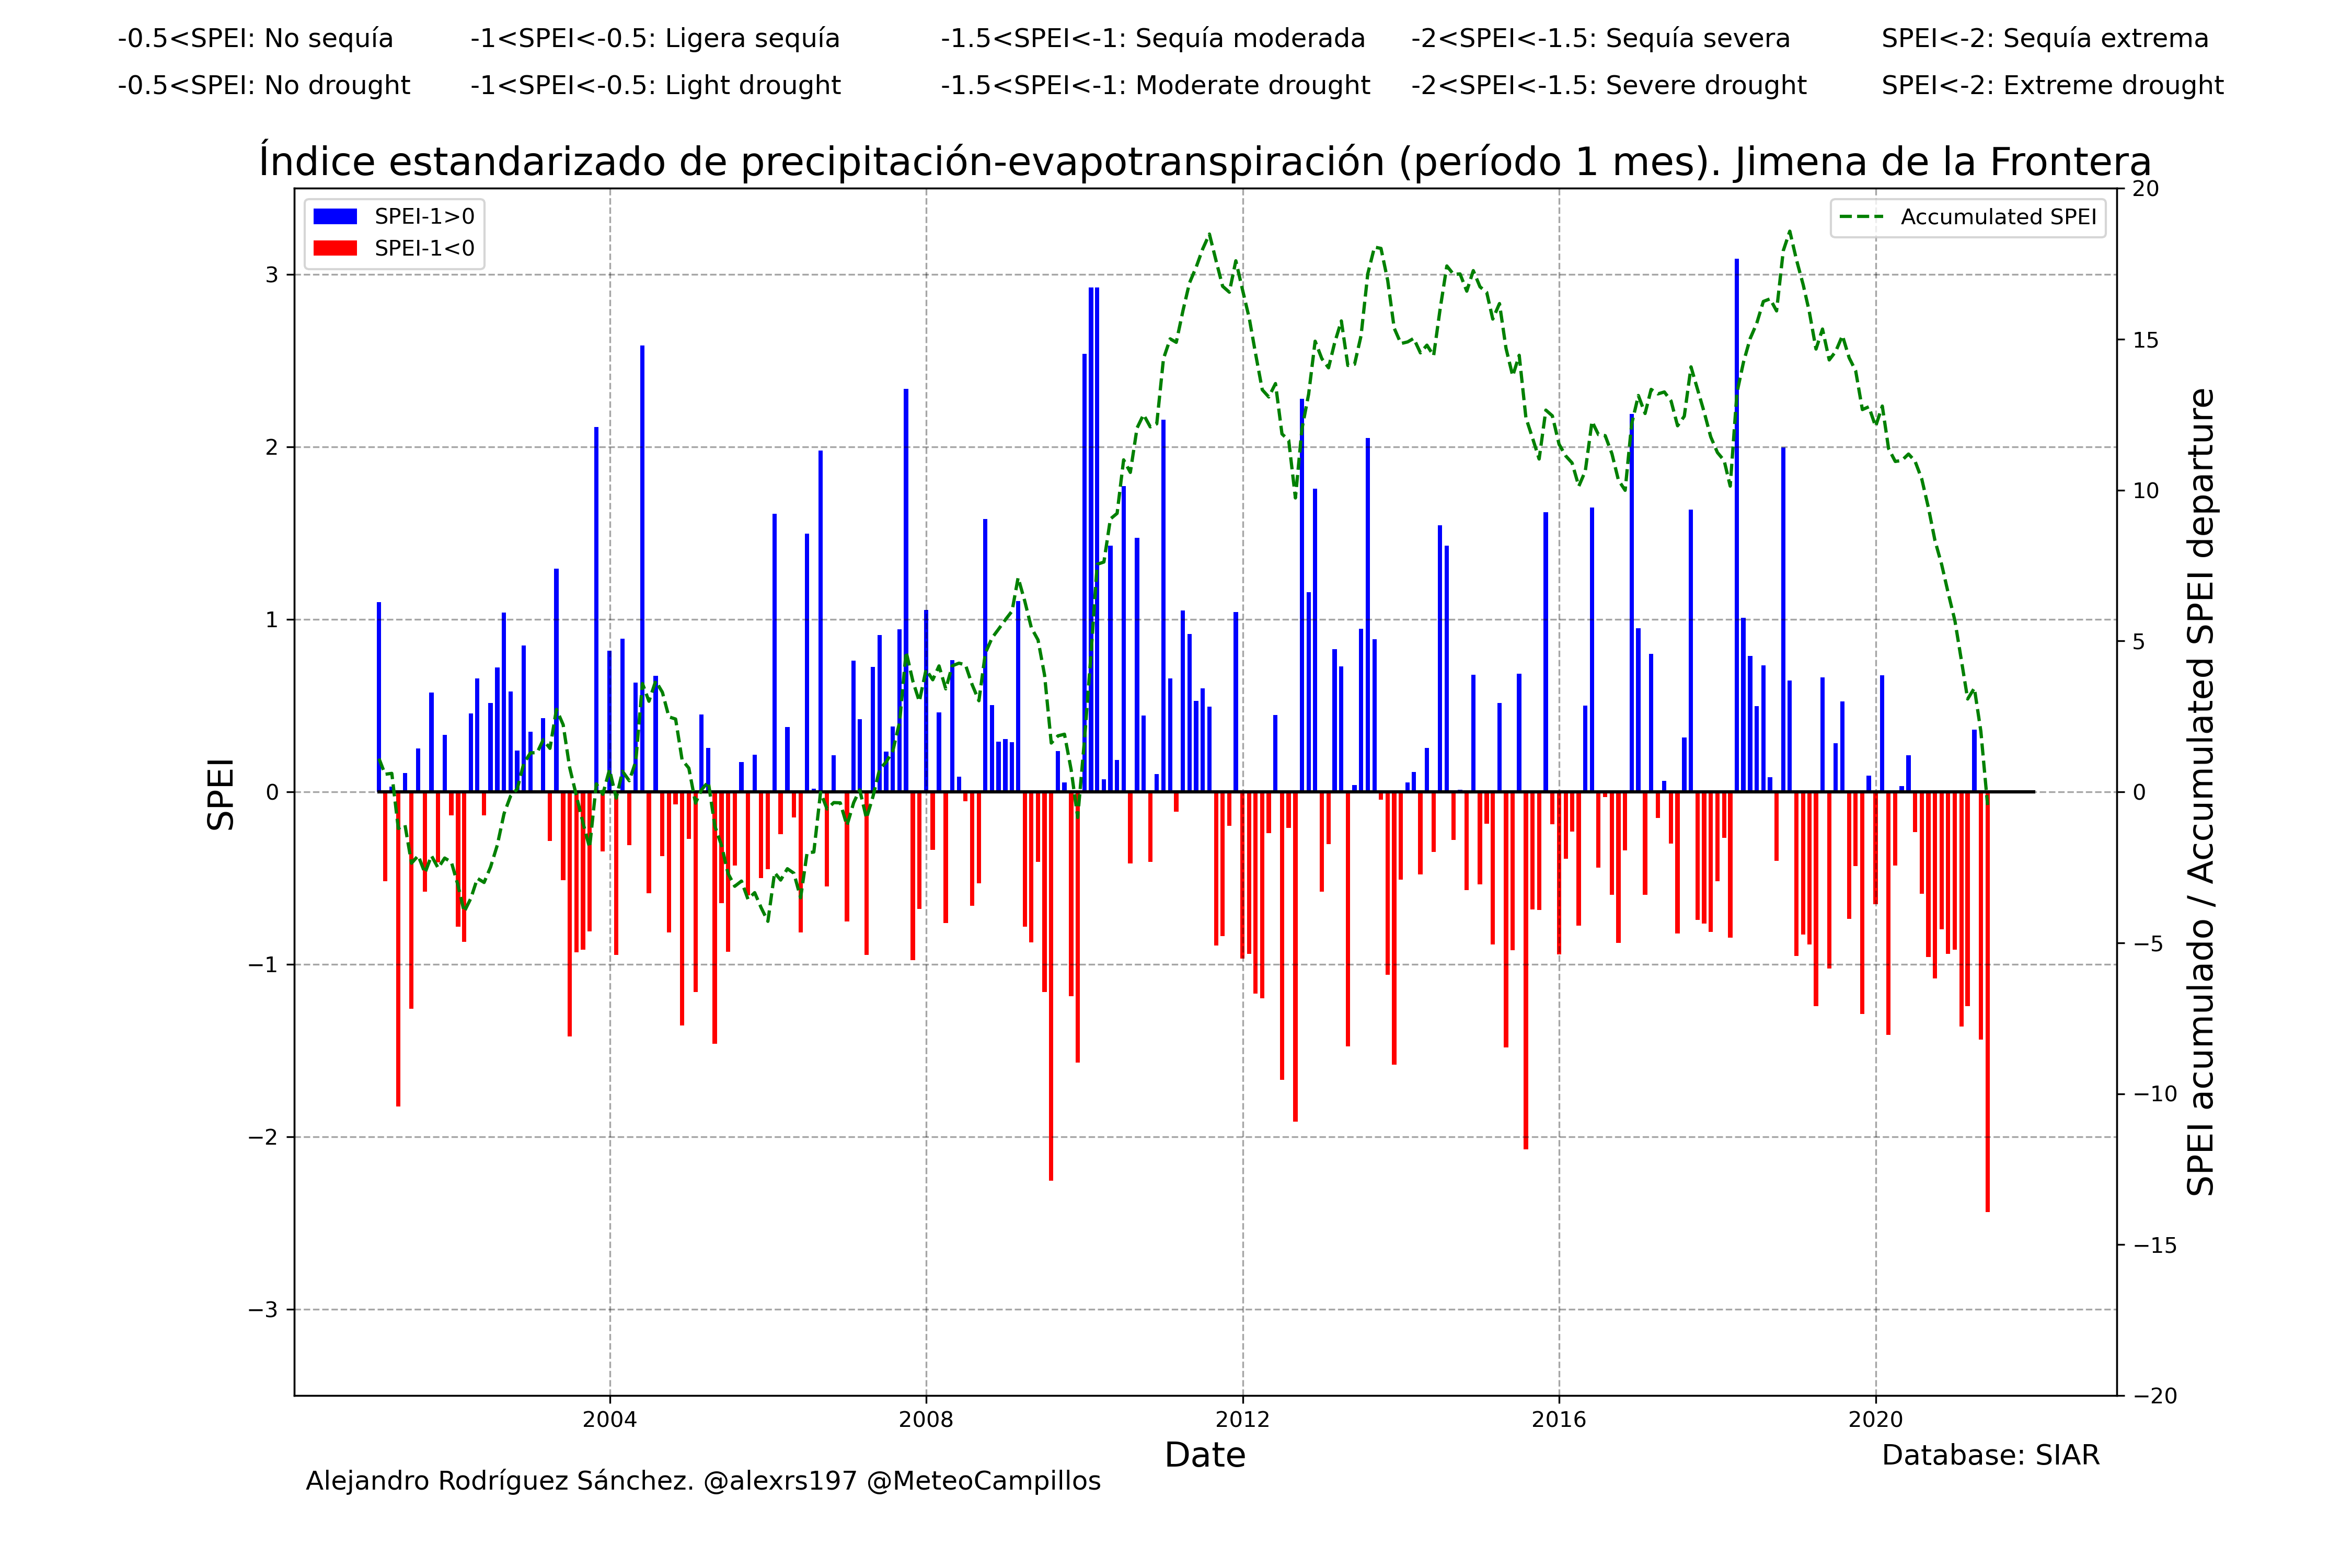 -0.5<SPEI: No sequía -1<SPEI<-0.5: Ligera sequía -1.5<SPEI<-1: Sequía moderada -2<SPEI<-1.5: Sequía severa SPEI<-2: Sequía extrema
-0.5<SPEI: No drought -1<SPEI<-0.5: Light drought -1.5<SPEI<-1: Moderate drought -2<SPEI<-1.5: Severe drought SPEI<-2: Extreme drought
Índice estandarizado de precipitación-evapotranspiración (período 1 mes). Jimena de la Frontera
SPEI-1>0
SPEI-1<0
Accumulated SPEI
SPEI
3
2
1
0
−1
−2
−3
20
15
10
5
0
−5
−10
−15
−20
SPEI acumulado / Accumulated SPEI departure
2004 2008 2012 2016 2020
Date
Database: SIAR
Alejandro Rodríguez Sánchez. @alexrs197 @MeteoCampillos